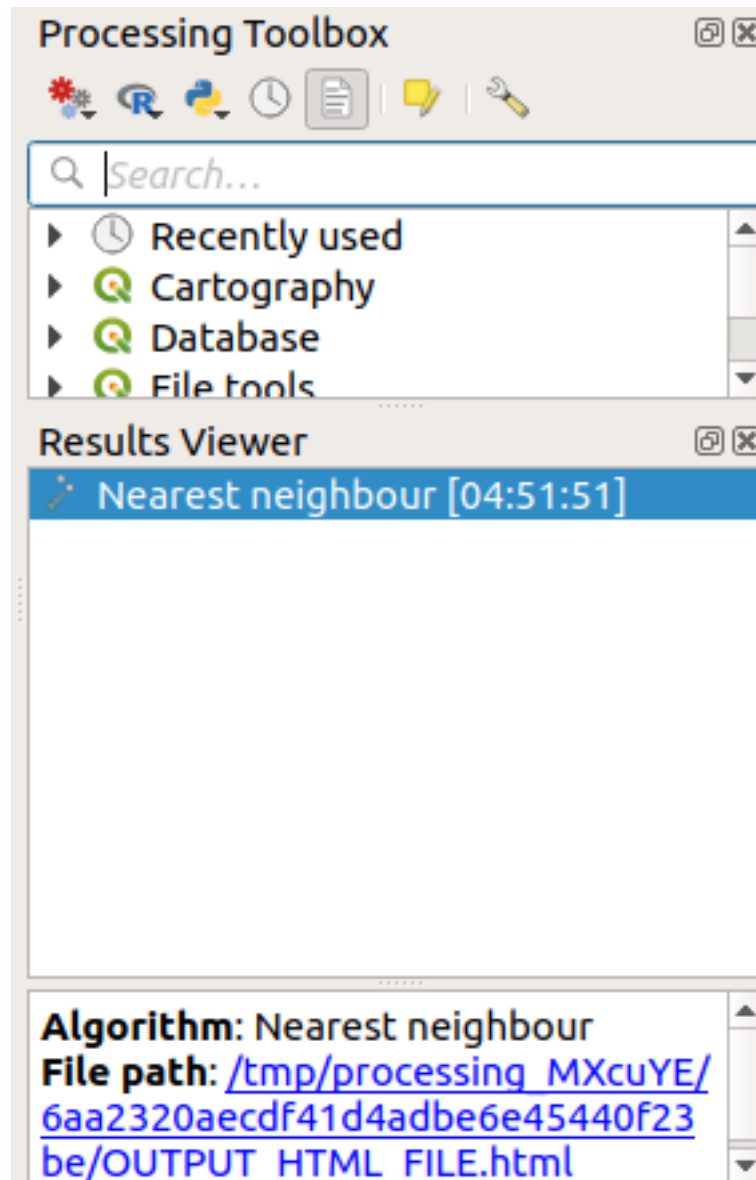 Processing Toolbox
Search...
Recently used
Cartography
Database
File tools
Results Viewer
Nearest neighbour [04:51:51]
Algorithm: Nearest neighbour
File path: /tmp/processing_MXcuYE/
6aa2320aecdf41d4adbe6e45440f23
be/OUTPUT_HTML_FILE.html